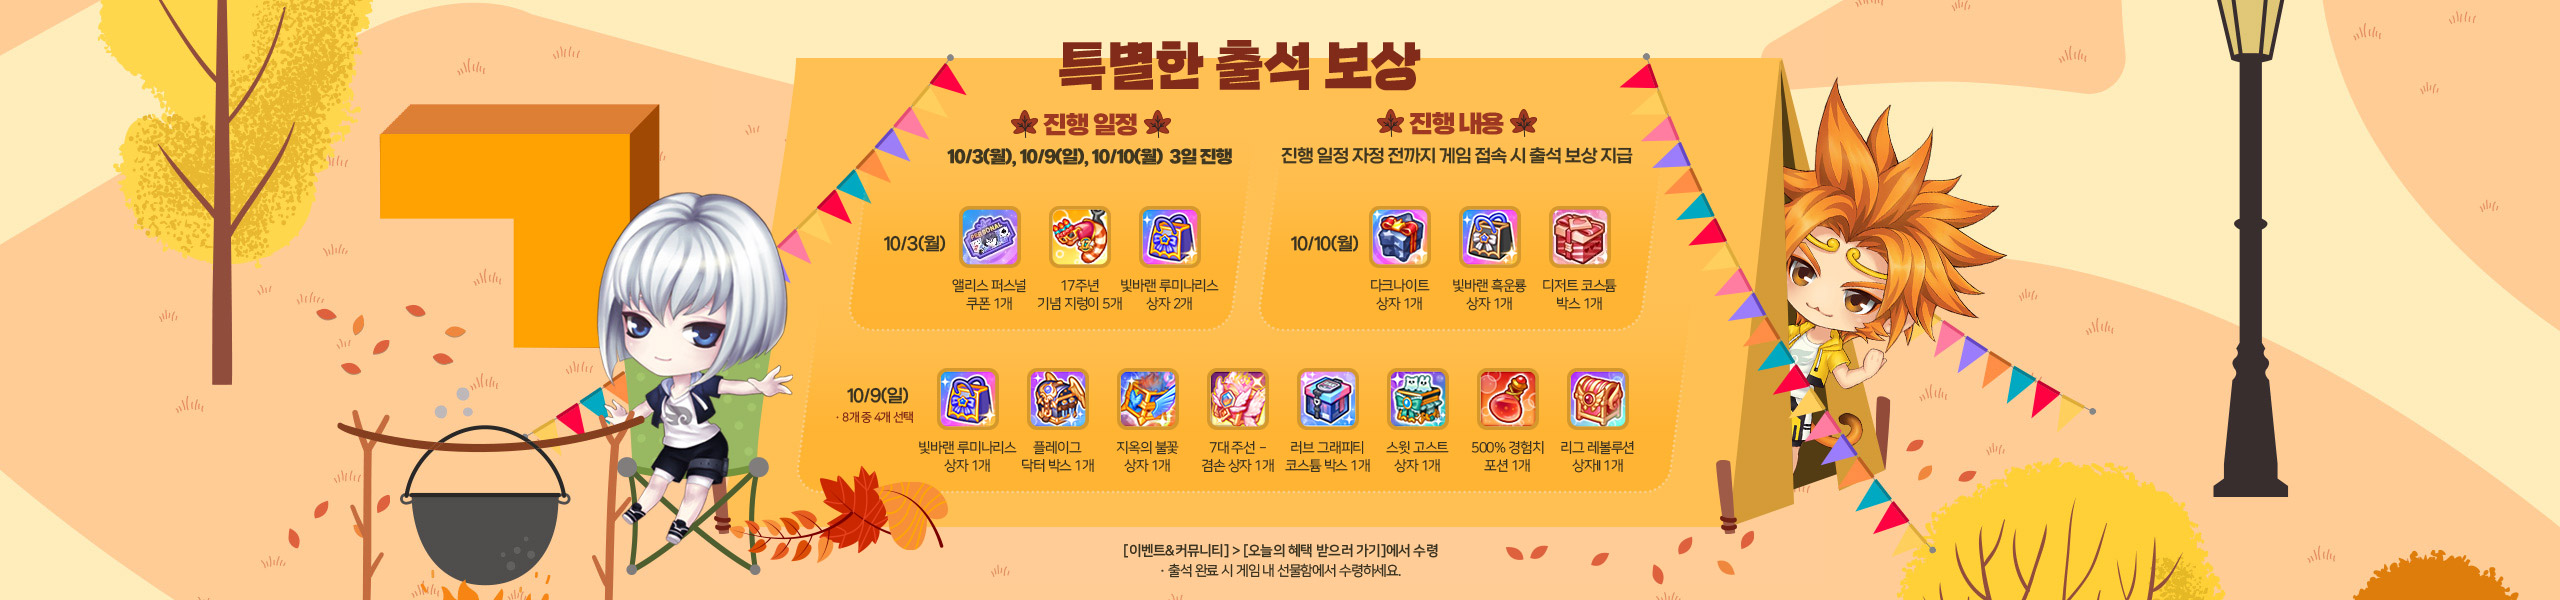 특별한 출석 보상
진행 일정
10/3(월), 10/9(일), 10/10(월) 3일 진행
진행 내용
진행 일정 자정 전까지 게임 접속 시 출석 보상 지급
10/3(월)
PERSONAL
앨리스 퍼스널
쿠폰 1개
17주년
기념 지렁이 5개
빛바랜 루미나리스
상자 2개
10/10(월)
다크나이트
상자 1개
빛바랜 흑운룡
상자 1개
디저트 코스튬
박스 1개
10/9(일)
· 8개 중 4개 선택
빛바랜 루미나리스
상자 1개
플레이그
닥터 박스 1개
지옥의 불꽃
상자 1개
7대 주선 -
겸손 상자 1개
러브 그래피티
코스튬 박스 1개
스윗 고스트
상자 1개
500% 경험치
포션 1개
리그 레볼루션
상자II 1개
[이벤트&커뮤니티] > [오늘의 혜택 받으러 가기]에서 수령
· 출석 완료 시 게임 내 선물함에서 수령하세요.